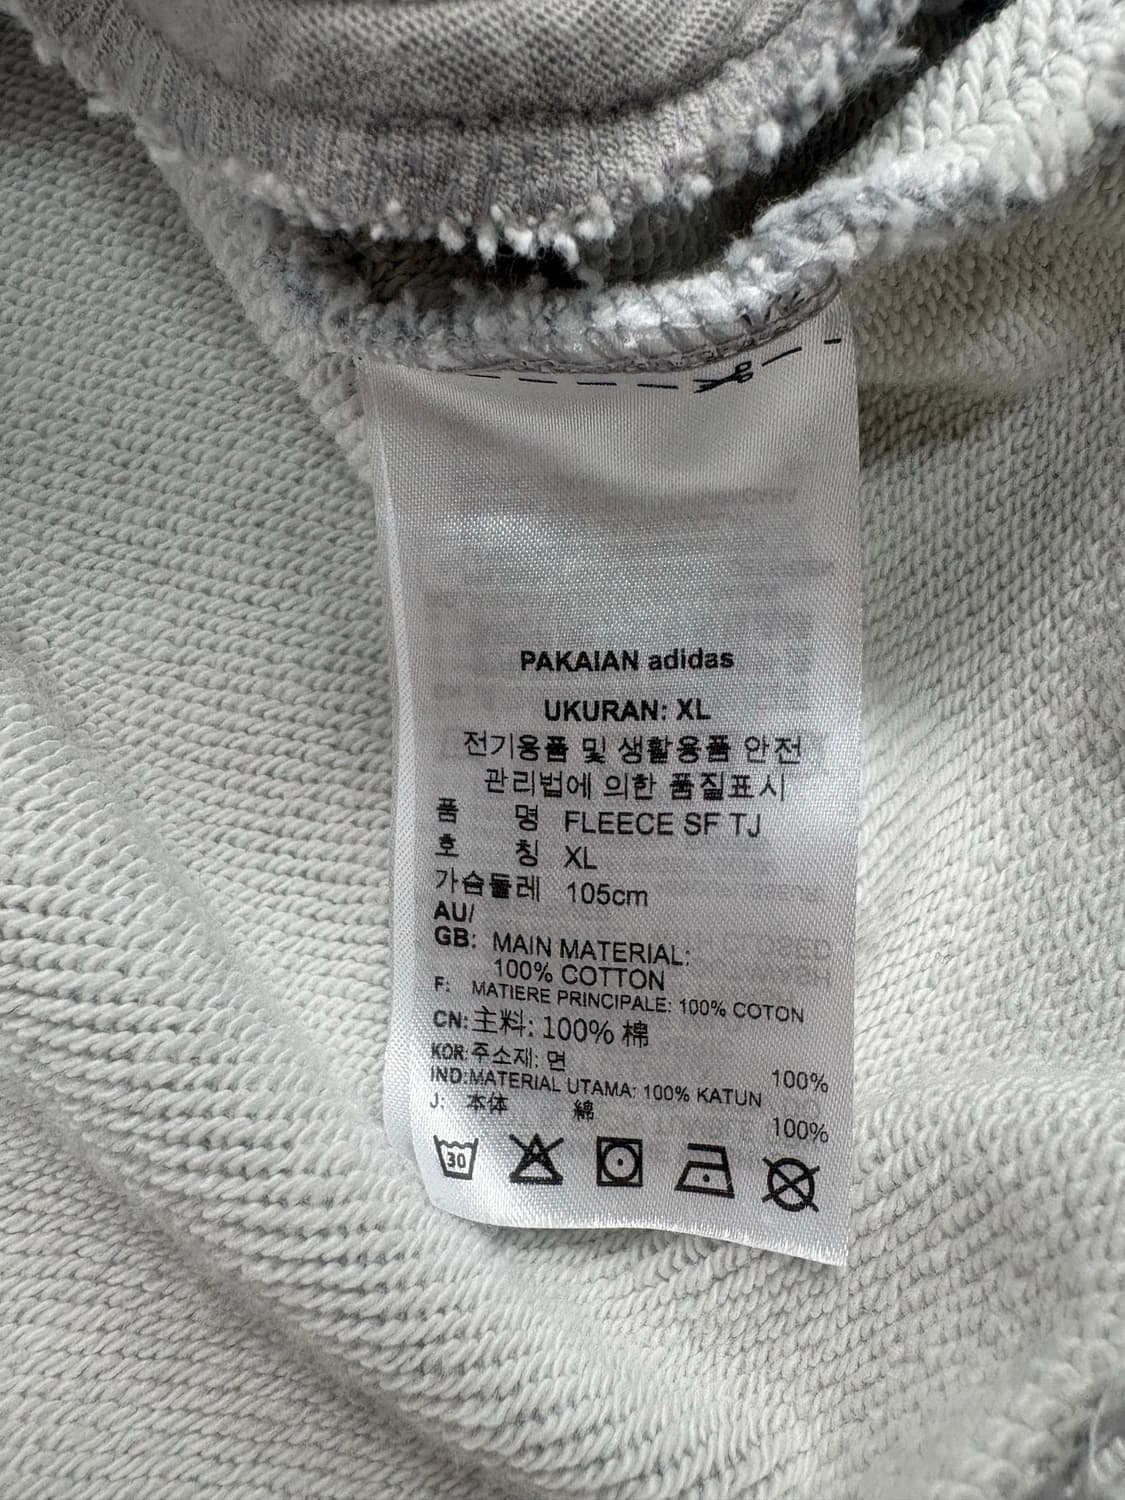 PAKAIAN adidas
UKURAN: XL
전기용품 및 생활용품 안전
관리법에 의한 품질표시
품 명 FLEECE SF TJ
호 칭 XL
가슴둘레 105cm
AU/
GB: MAIN MATERIAL:
100% COTTON
F: MATIERE PRINCIPALE: 100% COTON
CN: 主料: 100% 棉
KOR: 주소재: 면 100%
IND: MATERIAL UTAMA: 100% KATUN
J: 本体 綿 100%
30